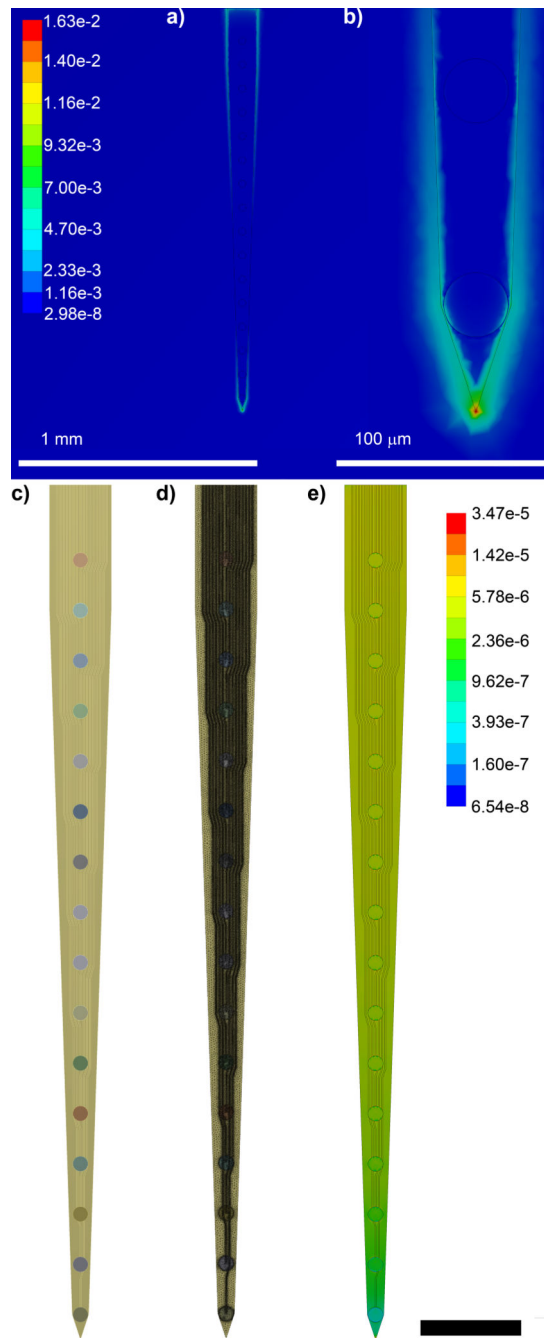 a)
b)
1.63e-2
1.40e-2
1.16e-2
9.32e-3
7.00e-3
4.70e-3
2.33e-3
1.16e-3
2.98e-8
1 mm
100 μm
c)
d)
e)
3.47e-5
1.42e-5
5.78e-6
2.36e-6
9.62e-7
3.93e-7
1.60e-7
6.54e-8